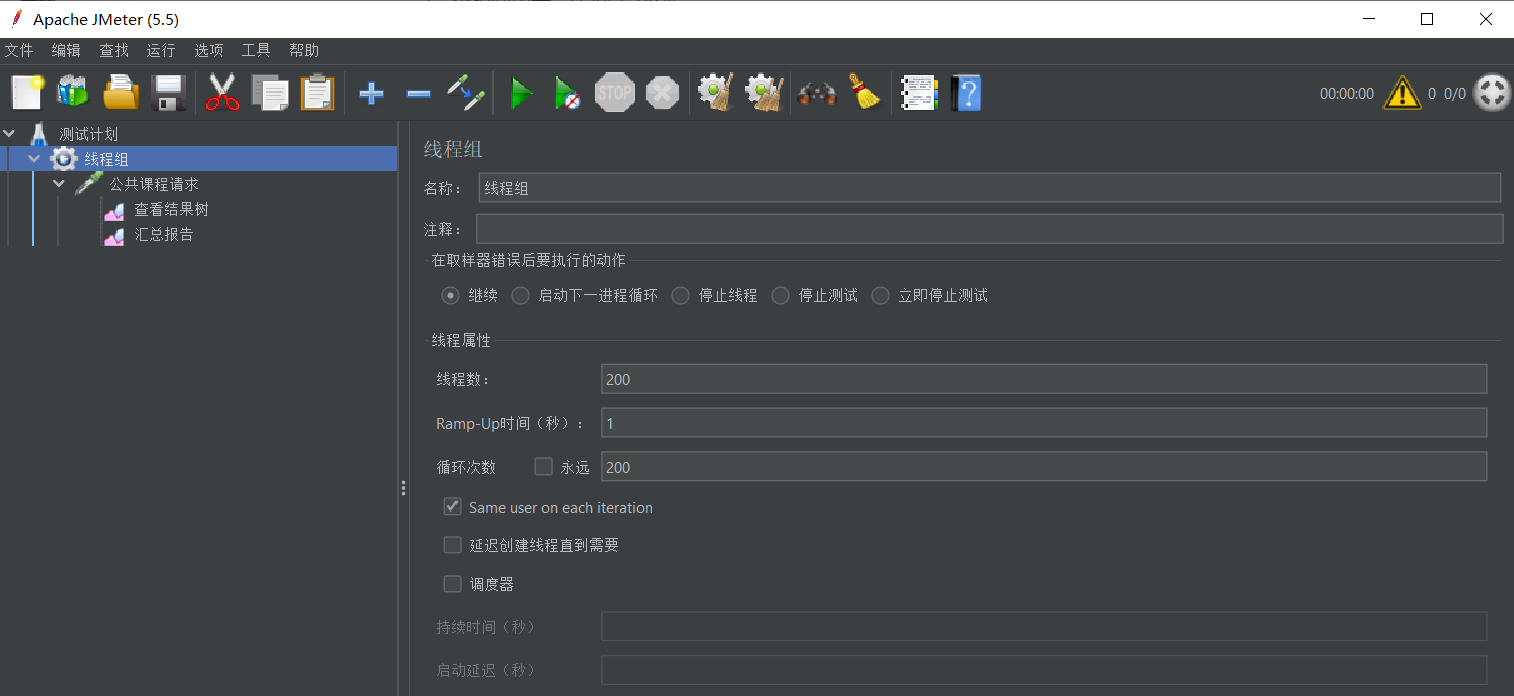 Apache JMeter (5.5)
文件 编辑 查找 运行 选项 工具 帮助
STOP 00:00:00 0 0/0
测试计划
线程组
公共课程请求
查看结果树
汇总报告
线程组
名称： 线程组
注释：
在取样器错误后要执行的动作
继续 启动下一进程循环 停止线程 停止测试 立即停止测试
线程属性
线程数： 200
Ramp-Up时间（秒）： 1
循环次数 永远 200
Same user on each iteration
延迟创建线程直到需要
调度器
持续时间（秒）
启动延迟（秒）